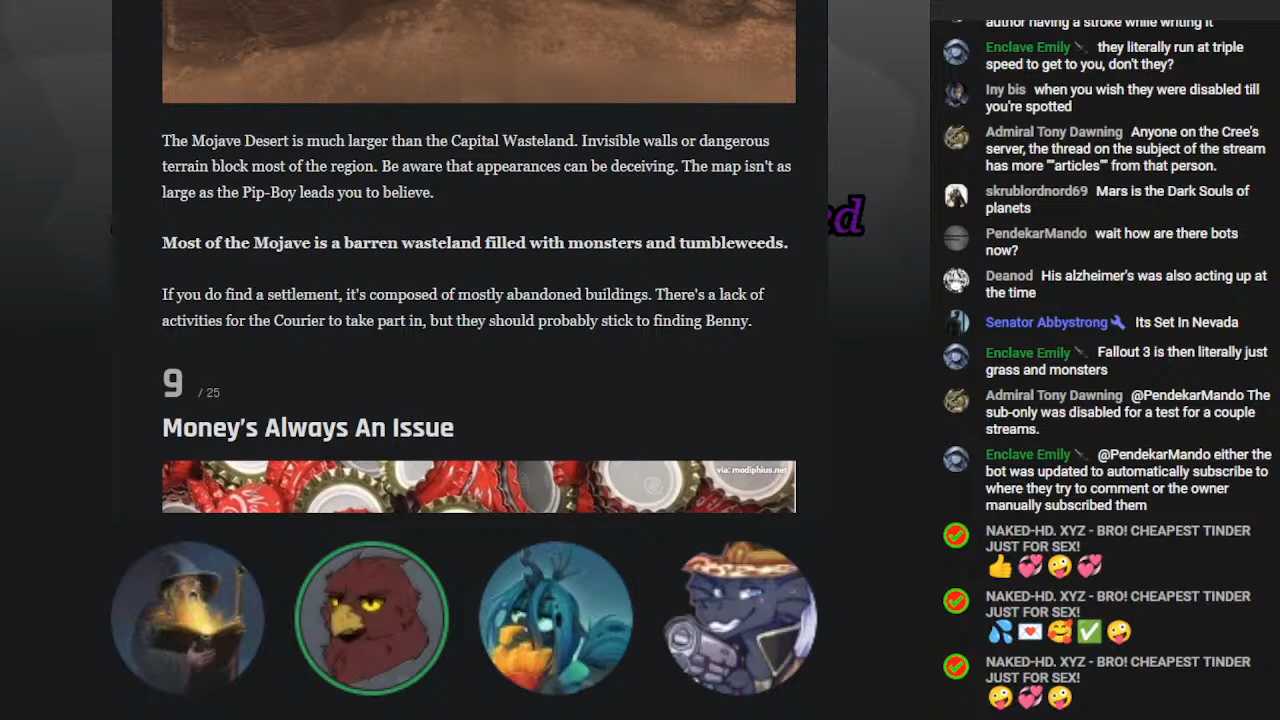 The Mojave Desert is much larger than the Capital Wasteland. Invisible walls or dangerous
terrain block most of the region. Be aware that appearances can be deceiving. The map isn't as
large as the Pip-Boy leads you to believe.
Most of the Mojave is a barren wasteland filled with monsters and tumbleweeds.
If you do find a settlement, it's composed of mostly abandoned buildings. There's a lack of
activities for the Courier to take part in, but they should probably stick to finding Benny.
9 / 25
Money's Always An Issue
via: modiphius.net
ed
author having a stroke while writing it
Enclave Emily they literally run at triple
speed to get to you, don't they?
Iny bis when you wish they were disabled till
you're spotted
Admiral Tony Dawning Anyone on the Cree's
server, the thread on the subject of the stream
has more ""articles"" from that person.
skrublordnord69 Mars is the Dark Souls of
planets
PendekarMando wait how are there bots
now?
Deanod His alzheimer's was also acting up at
the time
Senator Abbystrong Its Set In Nevada
Enclave Emily Fallout 3 is then literally just
grass and monsters
Admiral Tony Dawning @PendekarMando The
sub-only was disabled for a test for a couple
streams.
Enclave Emily @PendekarMando either the
bot was updated to automatically subscribe to
where they try to comment or the owner
manually subscribed them
NAKED-HD. XYZ - BRO! CHEAPEST TINDER
JUST FOR SEX!
👍💞🤪💞
NAKED-HD. XYZ - BRO! CHEAPEST TINDER
JUST FOR SEX!
💦💌🥰✅🤪
NAKED-HD. XYZ - BRO! CHEAPEST TINDER
JUST FOR SEX!
🤪💞🤪